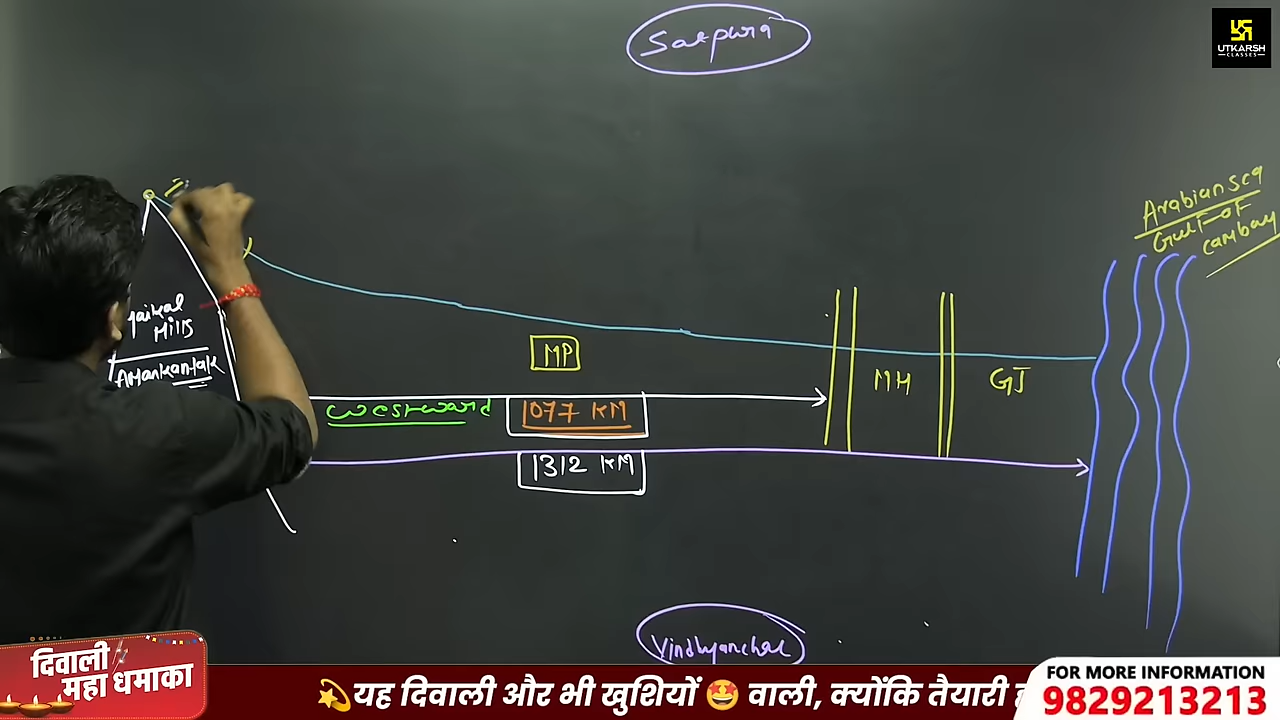 Satpura
UTKARSH
CLASSES
Arabian sea
Gulf of
cambay
Hills
Amarkantak
MP
MH
GJ
westward
1077 KM
1312 KM
Vindhyanchal
दिवाली
महा धमाका
यह दिवाली और भी खुशियों 🤩 वाली, क्योंकि तैयारी
FOR MORE INFORMATION
9829213213